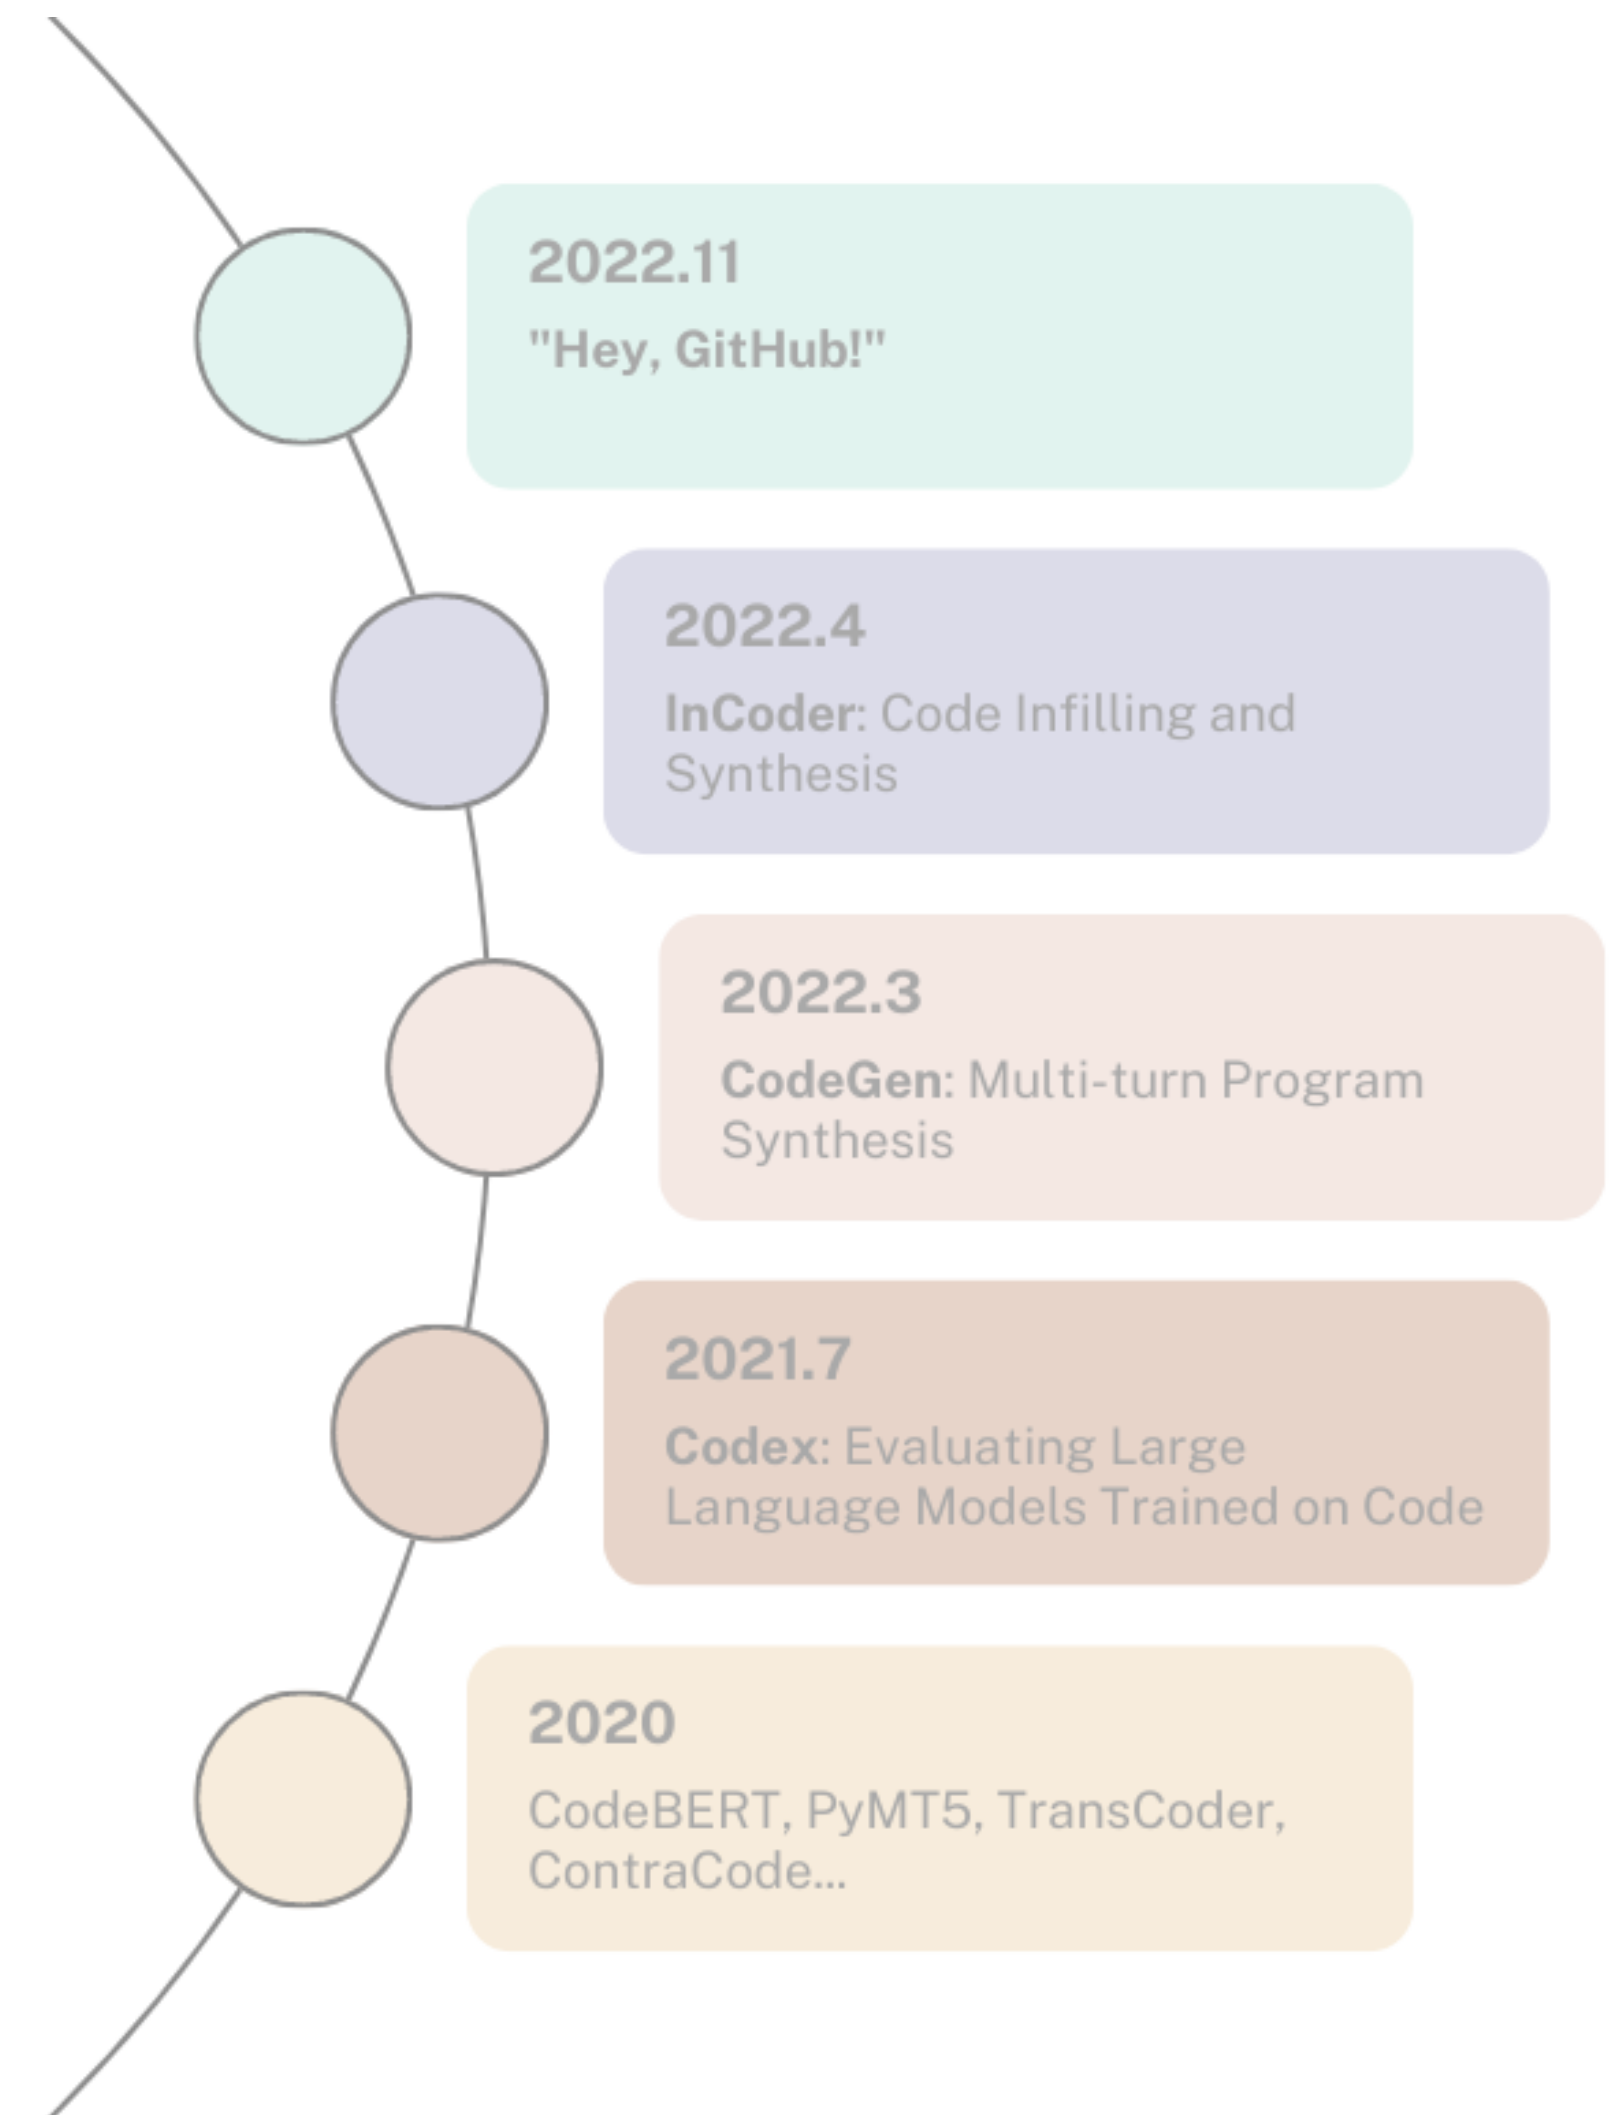 2022.11
"Hey, GitHub!"
2022.4
InCoder: Code Infilling and
Synthesis
2022.3
CodeGen: Multi-turn Program
Synthesis
2021.7
Codex: Evaluating Large
Language Models Trained on Code
2020
CodeBERT, PyMT5, TransCoder,
ContraCode...